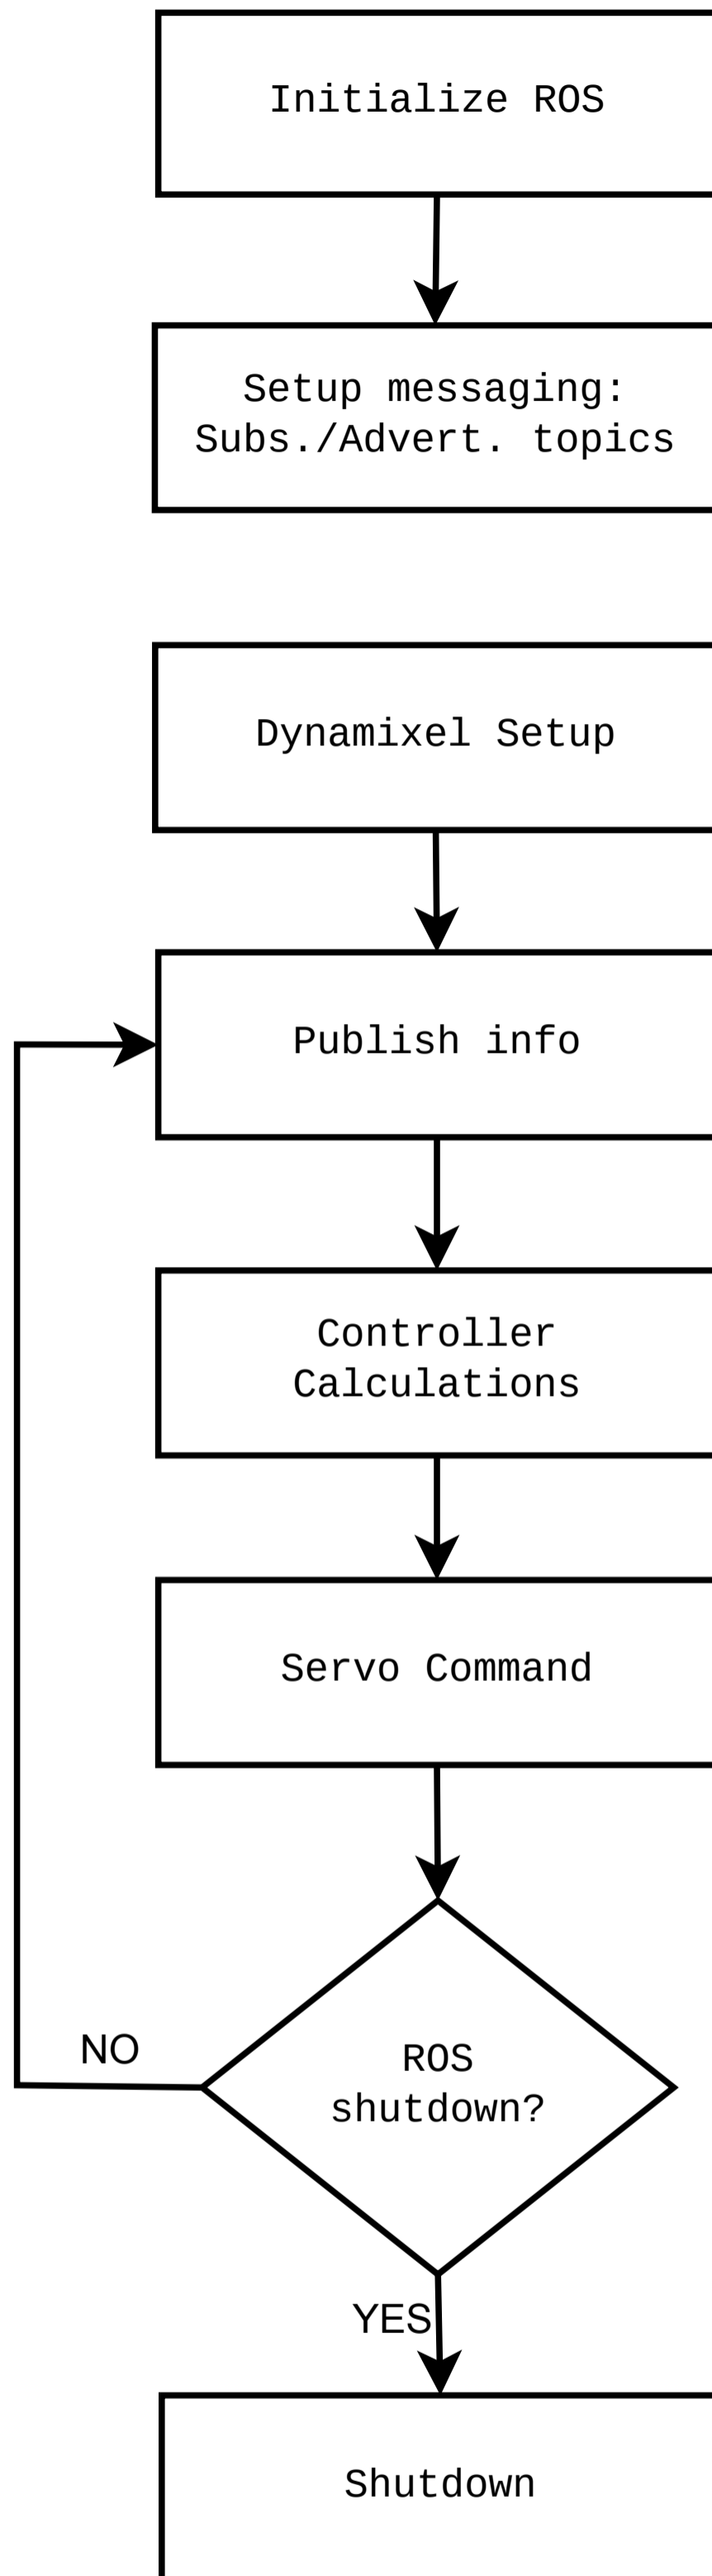 Initialize ROS
Setup messaging:
Subs./Advert. topics
Dynamixel Setup
Publish info
Controller
Calculations
Servo Command
ROS
shutdown?
NO
YES
Shutdown